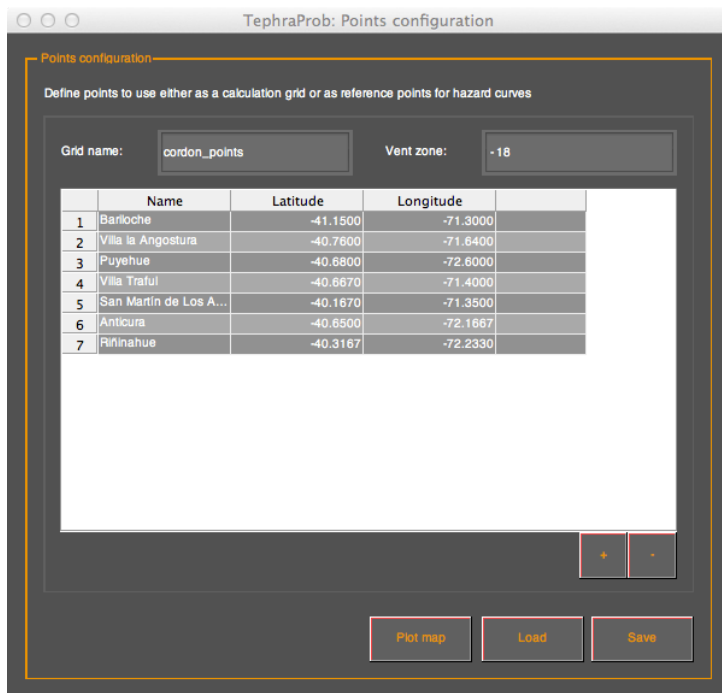 TephraProb: Points configuration
Points configuration
Define points to use either as a calculation grid or as reference points for hazard curves
Grid name: cordon_points Vent zone: -18
Name Latitude Longitude
1 Bariloche -41.1500 -71.3000
2 Villa la Angostura -40.7600 -71.6400
3 Puyehue -40.6800 -72.6000
4 Villa Traful -40.6670 -71.4000
5 San Martín de Los A... -40.1670 -71.3500
6 Anticura -40.6500 -72.1667
7 Riñinahue -40.3167 -72.2330
+ -
Plot map Load Save